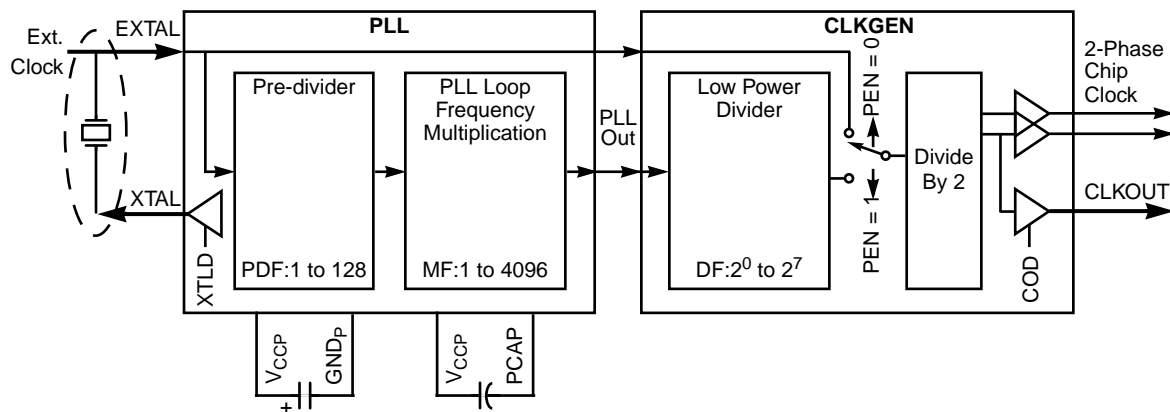 PLL
CLKGEN
Ext.
Clock
EXTAL
XTAL
XTLD
Pre-divider
PDF:1 to 128
PLL Loop
Frequency
Multiplication
MF:1 to 4096
PLL
Out
Low Power
Divider
DF:2⁰ to 2⁷
PEN = 0
PEN = 1
Divide
By 2
2-Phase
Chip
Clock
CLKOUT
COD
VCCP
GNDP
+
VCCP
PCAP